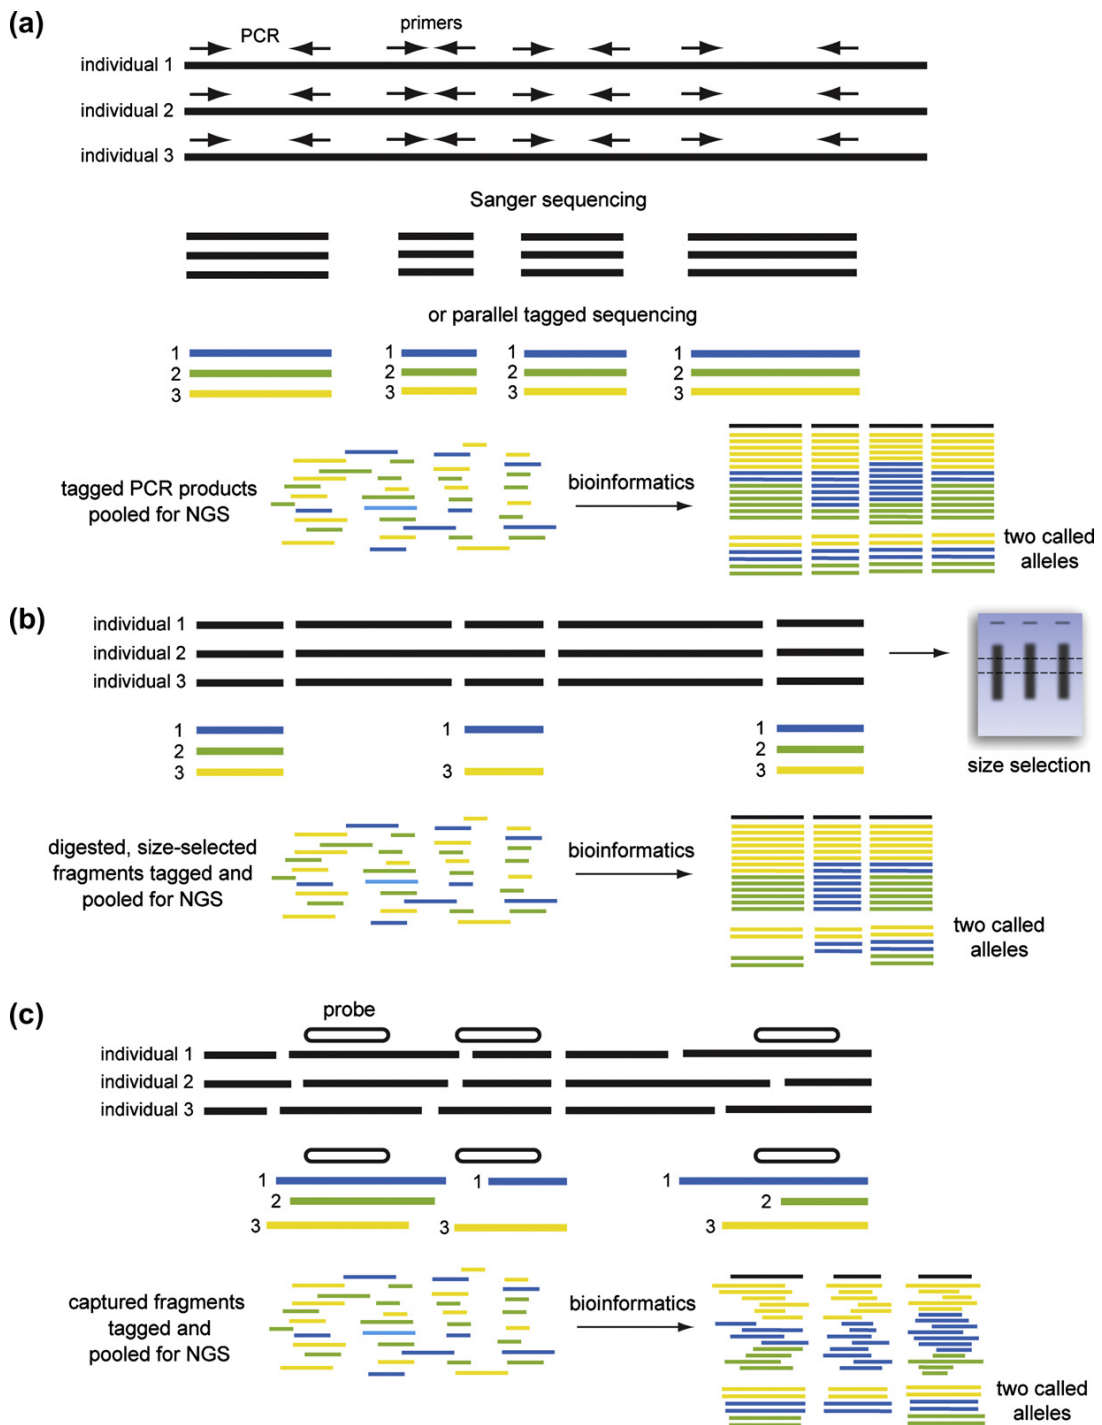 (a)
PCR
primers
individual 1
individual 2
individual 3
Sanger sequencing
or parallel tagged sequencing
1
2
3
1
2
3
1
2
3
1
2
3
tagged PCR products
pooled for NGS
bioinformatics
two called
alleles
(b)
individual 1
individual 2
individual 3
1
2
3
1
3
1
2
3
size selection
digested, size-selected
fragments tagged and
pooled for NGS
bioinformatics
two called
alleles
(c)
probe
individual 1
individual 2
individual 3
1
2
3
1
3
1
2
3
captured fragments
tagged and
pooled for NGS
bioinformatics
two called
alleles